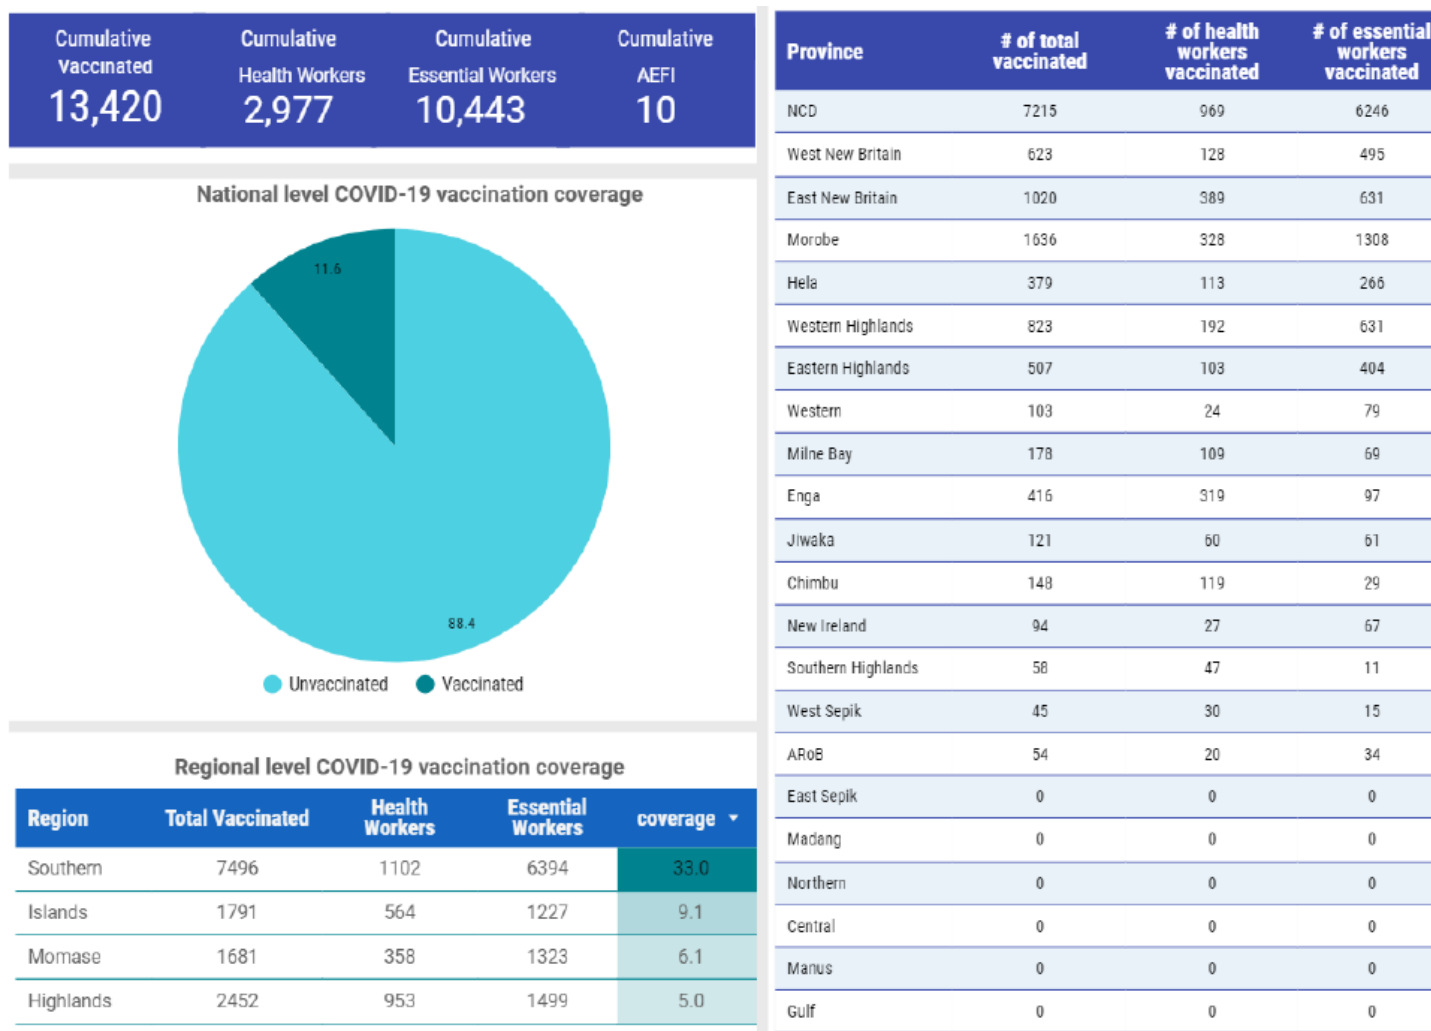 Cumulative Vaccinated 13,420
Cumulative Health Workers 2,977
Cumulative Essential Workers 10,443
Cumulative AEFI 10
National level COVID-19 vaccination coverage
11.6
88.4
Unvaccinated Vaccinated
Regional level COVID-19 vaccination coverage
Region Total Vaccinated Health Workers Essential Workers coverage
Southern 7496 1102 6394 33.0
Islands 1791 564 1227 9.1
Momase 1681 358 1323 6.1
Highlands 2452 953 1499 5.0
Province # of total vaccinated # of health workers vaccinated # of essential workers vaccinated
NCD 7215 969 6246
West New Britain 623 128 495
East New Britain 1020 389 631
Morobe 1636 328 1308
Hela 379 113 266
Western Highlands 823 192 631
Eastern Highlands 507 103 404
Western 103 24 79
Milne Bay 178 109 69
Enga 416 319 97
Jiwaka 121 60 61
Chimbu 148 119 29
New Ireland 94 27 67
Southern Highlands 58 47 11
West Sepik 45 30 15
ARoB 54 20 34
East Sepik 0 0 0
Madang 0 0 0
Northern 0 0 0
Central 0 0 0
Manus 0 0 0
Gulf 0 0 0